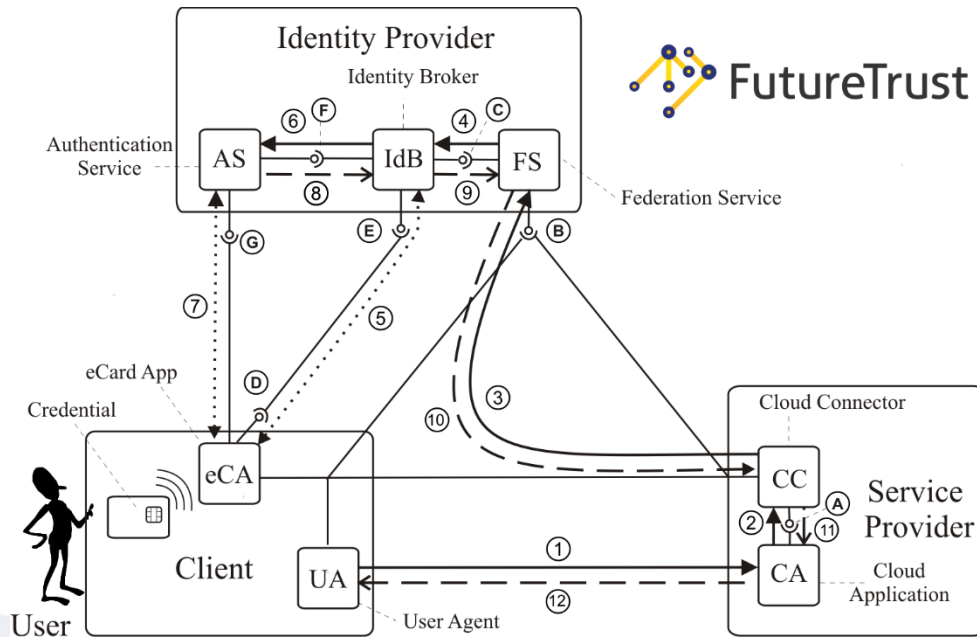 Identity Provider
Identity Broker
FutureTrust
Authentication
Service
F
C
6
4
AS
IdB
FS
8
9
Federation Service
G
E
B
7
5
eCard App
D
Credential
3
10
Cloud Connector
eCA
CC
Service
Provider
2
A
11
Client
1
UA
CA
12
Cloud
Application
User Agent
User